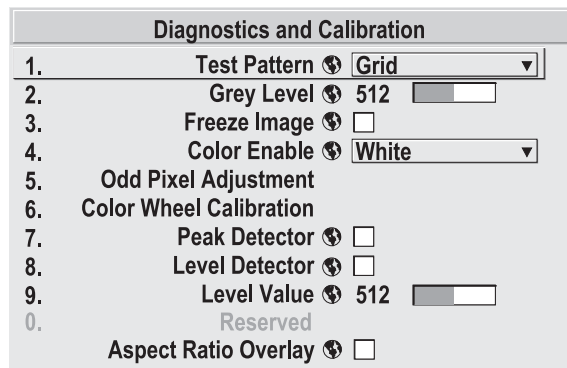 Diagnostics and Calibration
1. Test Pattern Grid
2. Grey Level 512
3. Freeze Image
4. Color Enable White
5. Odd Pixel Adjustment
6. Color Wheel Calibration
7. Peak Detector
8. Level Detector
9. Level Value 512
0. Reserved
Aspect Ratio Overlay